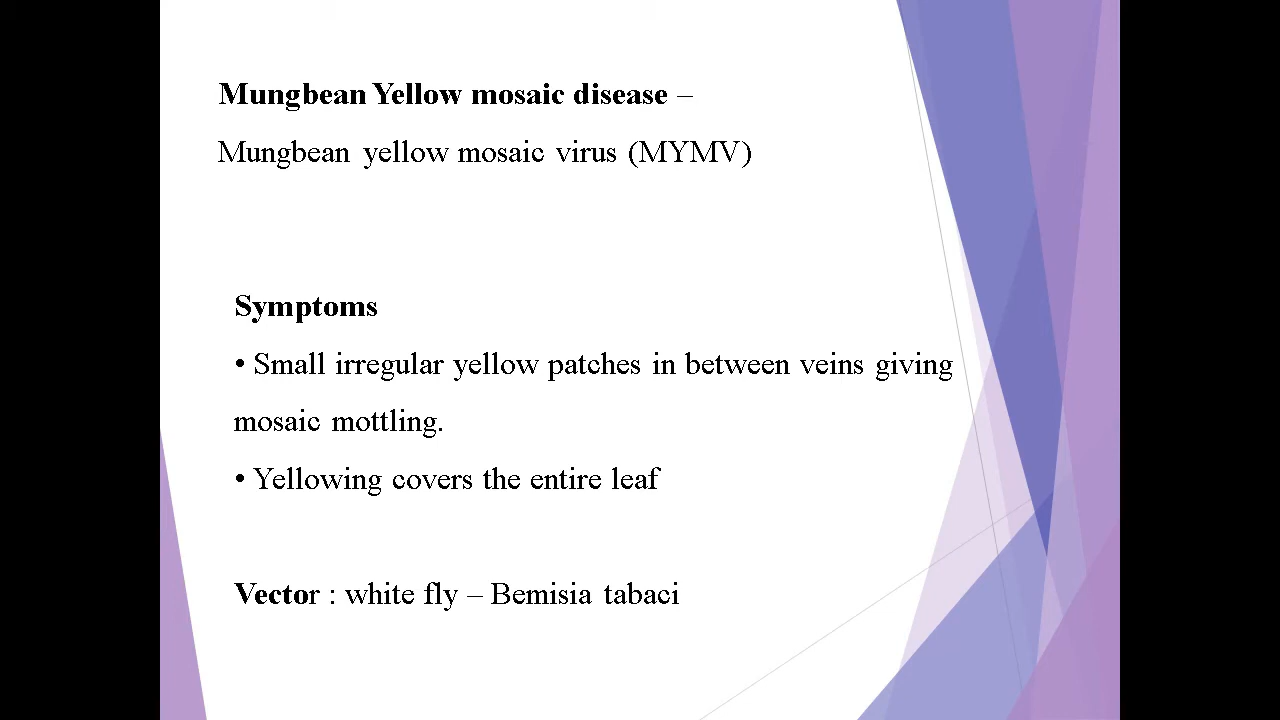 Mungbean Yellow mosaic disease –
Mungbean yellow mosaic virus (MYMV)
Symptoms
• Small irregular yellow patches in between veins giving
mosaic mottling.
• Yellowing covers the entire leaf
Vector : white fly – Bemisia tabaci